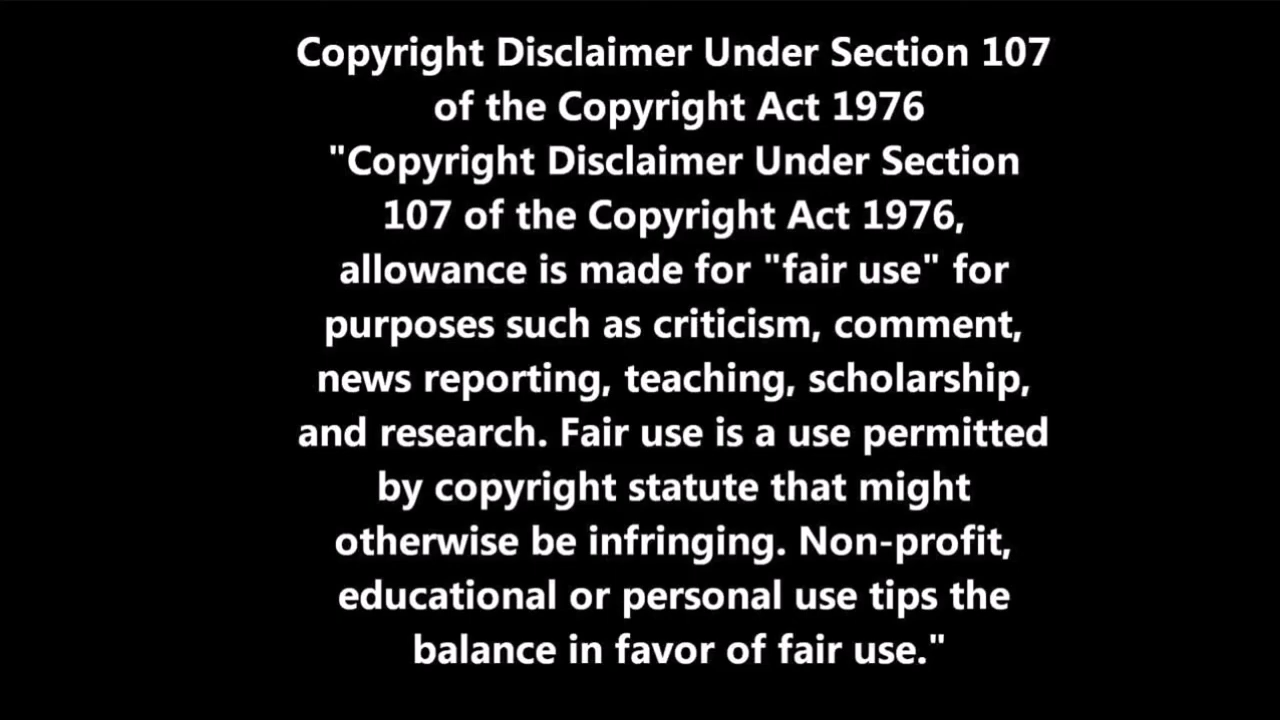 Copyright Disclaimer Under Section 107
of the Copyright Act 1976
"Copyright Disclaimer Under Section
107 of the Copyright Act 1976,
allowance is made for "fair use" for
purposes such as criticism, comment,
news reporting, teaching, scholarship,
and research. Fair use is a use permitted
by copyright statute that might
otherwise be infringing. Non-profit,
educational or personal use tips the
balance in favor of fair use."